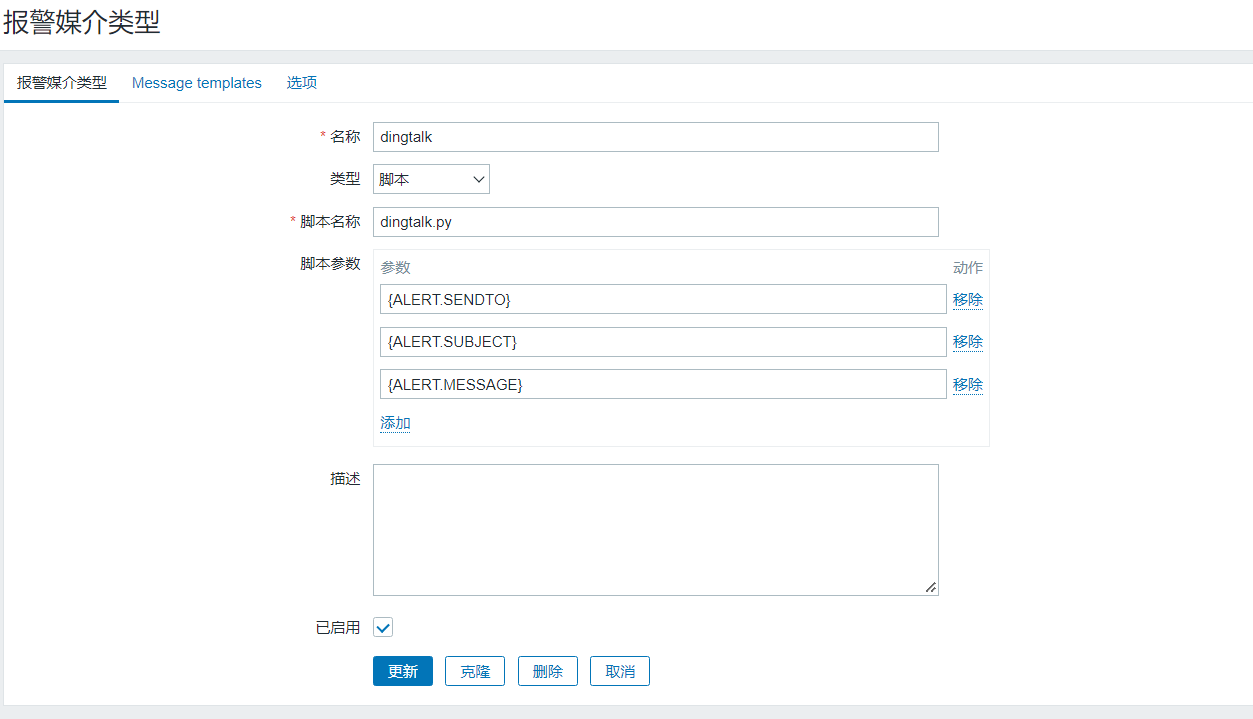 报警媒介类型
报警媒介类型 Message templates 选项
* 名称 dingtalk
类型 脚本
* 脚本名称 dingtalk.py
脚本参数 参数 动作
{ALERT.SENDTO} 移除
{ALERT.SUBJECT} 移除
{ALERT.MESSAGE} 移除
添加
描述
已启用
更新 克隆 删除 取消